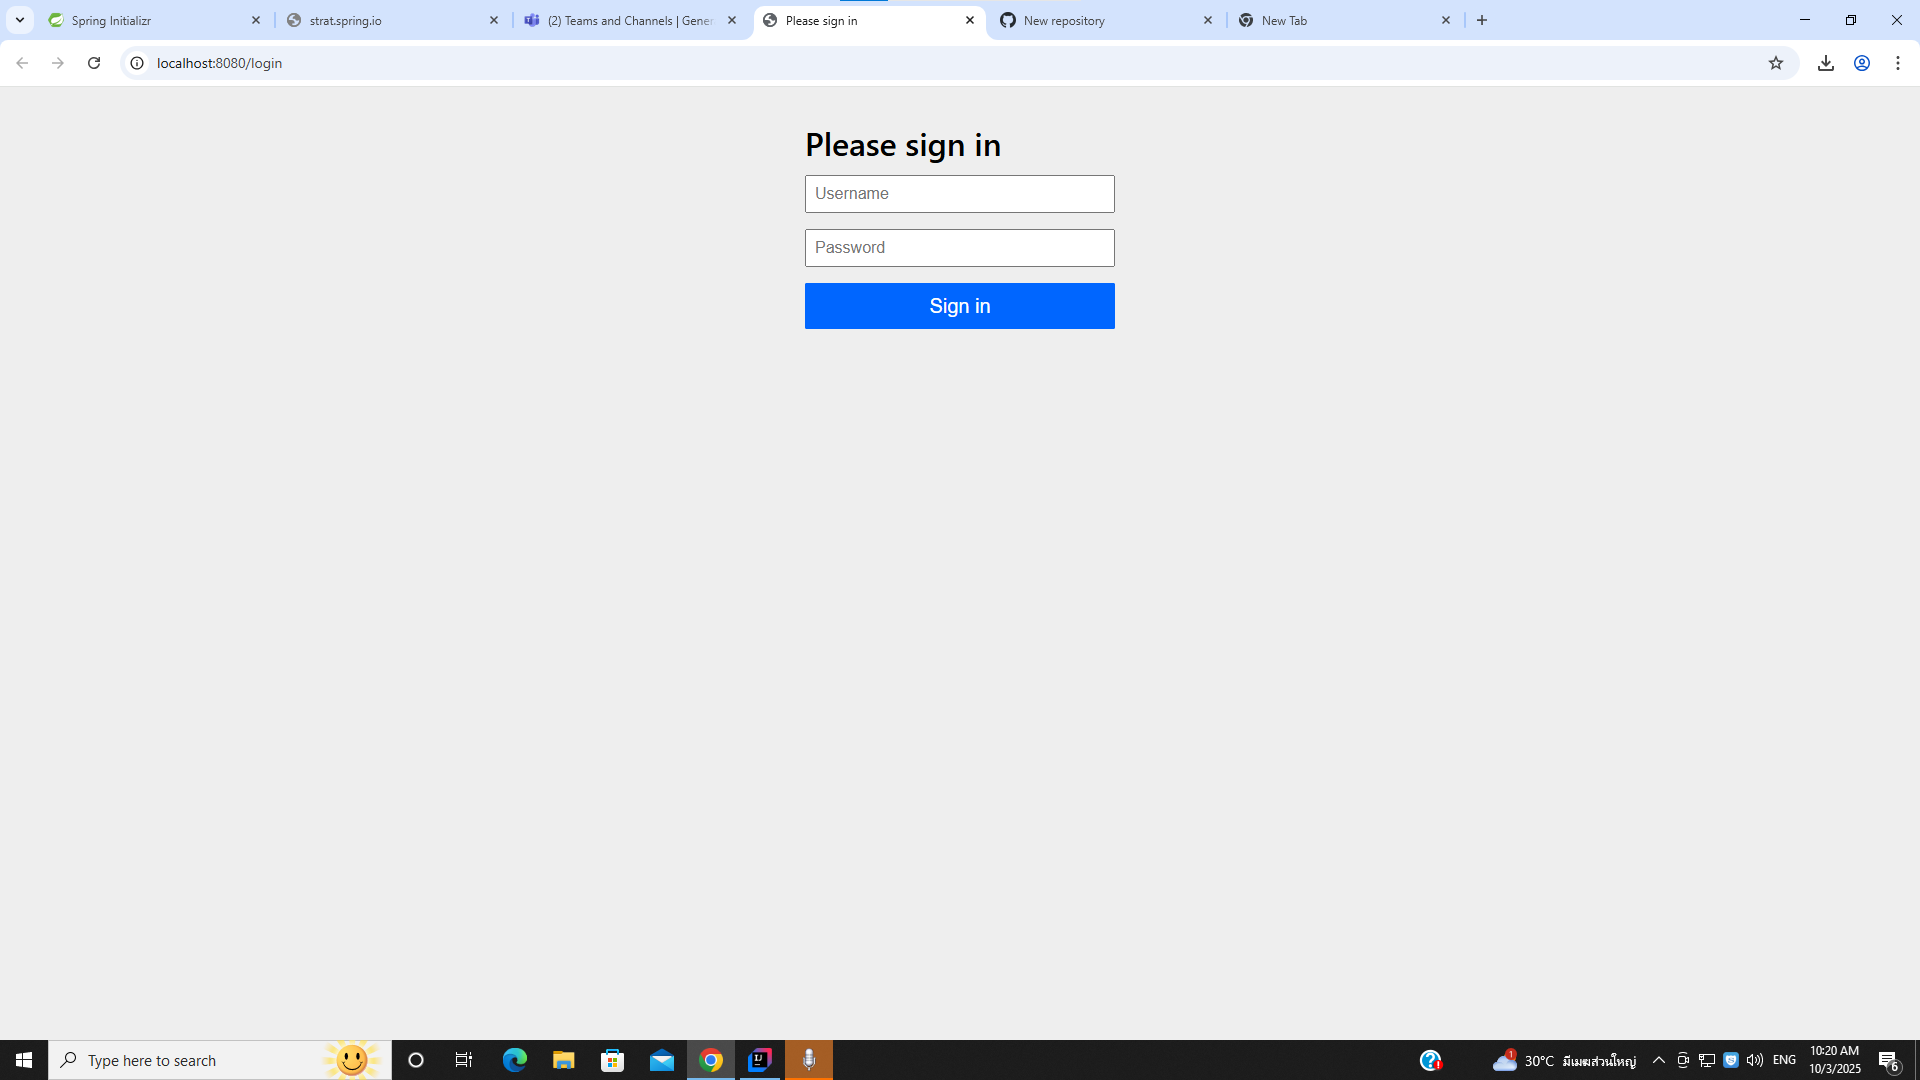 Spring Initializr
strat.spring.io
(2) Teams and Channels | Gener
Please sign in
New repository
New Tab
localhost:8080/login
Please sign in
Username
Password
Sign in
Type here to search
1
30°C มีเมฆส่วนใหญ่
ENG
10:20 AM
10/3/2025
6